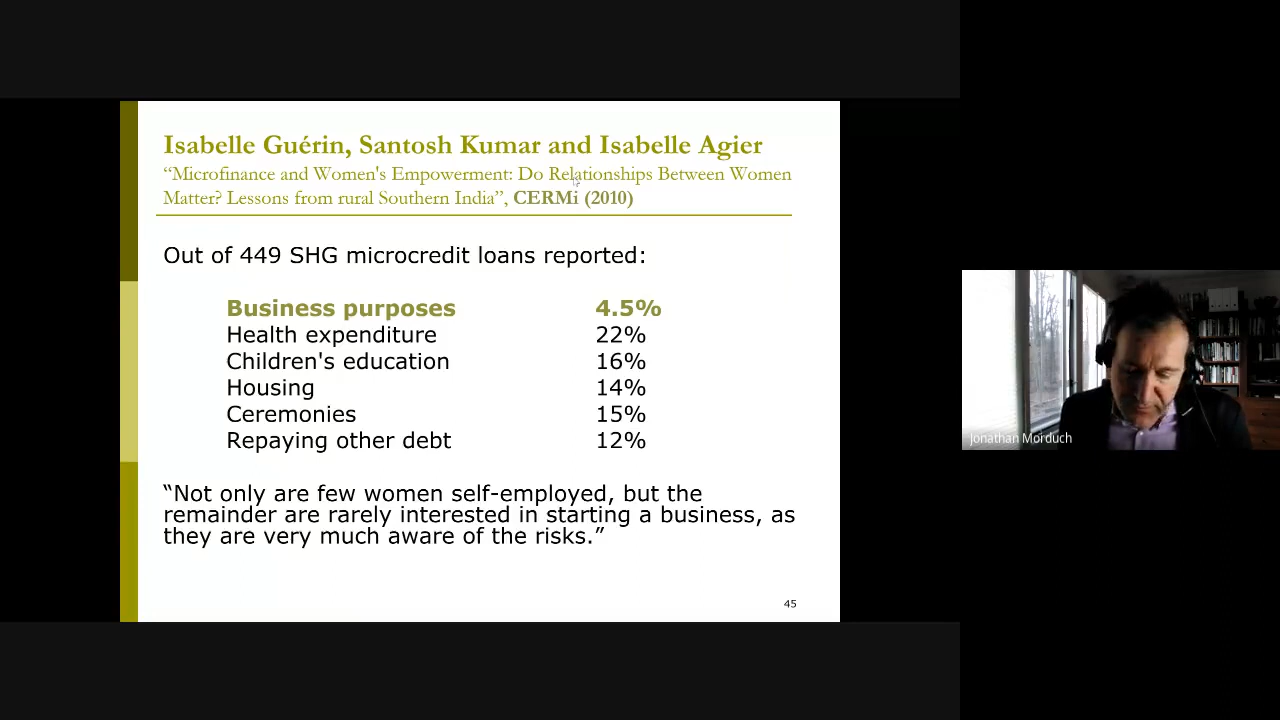 Isabelle Guérin, Santosh Kumar and Isabelle Agier
“Microfinance and Women's Empowerment: Do Relationships Between Women
Matter? Lessons from rural Southern India”, CERMi (2010)
Out of 449 SHG microcredit loans reported:
Business purposes 4.5%
Health expenditure 22%
Children's education 16%
Housing 14%
Ceremonies 15%
Repaying other debt 12%
“Not only are few women self-employed, but the
remainder are rarely interested in starting a business, as
they are very much aware of the risks.”
45
Jonathan Morduch